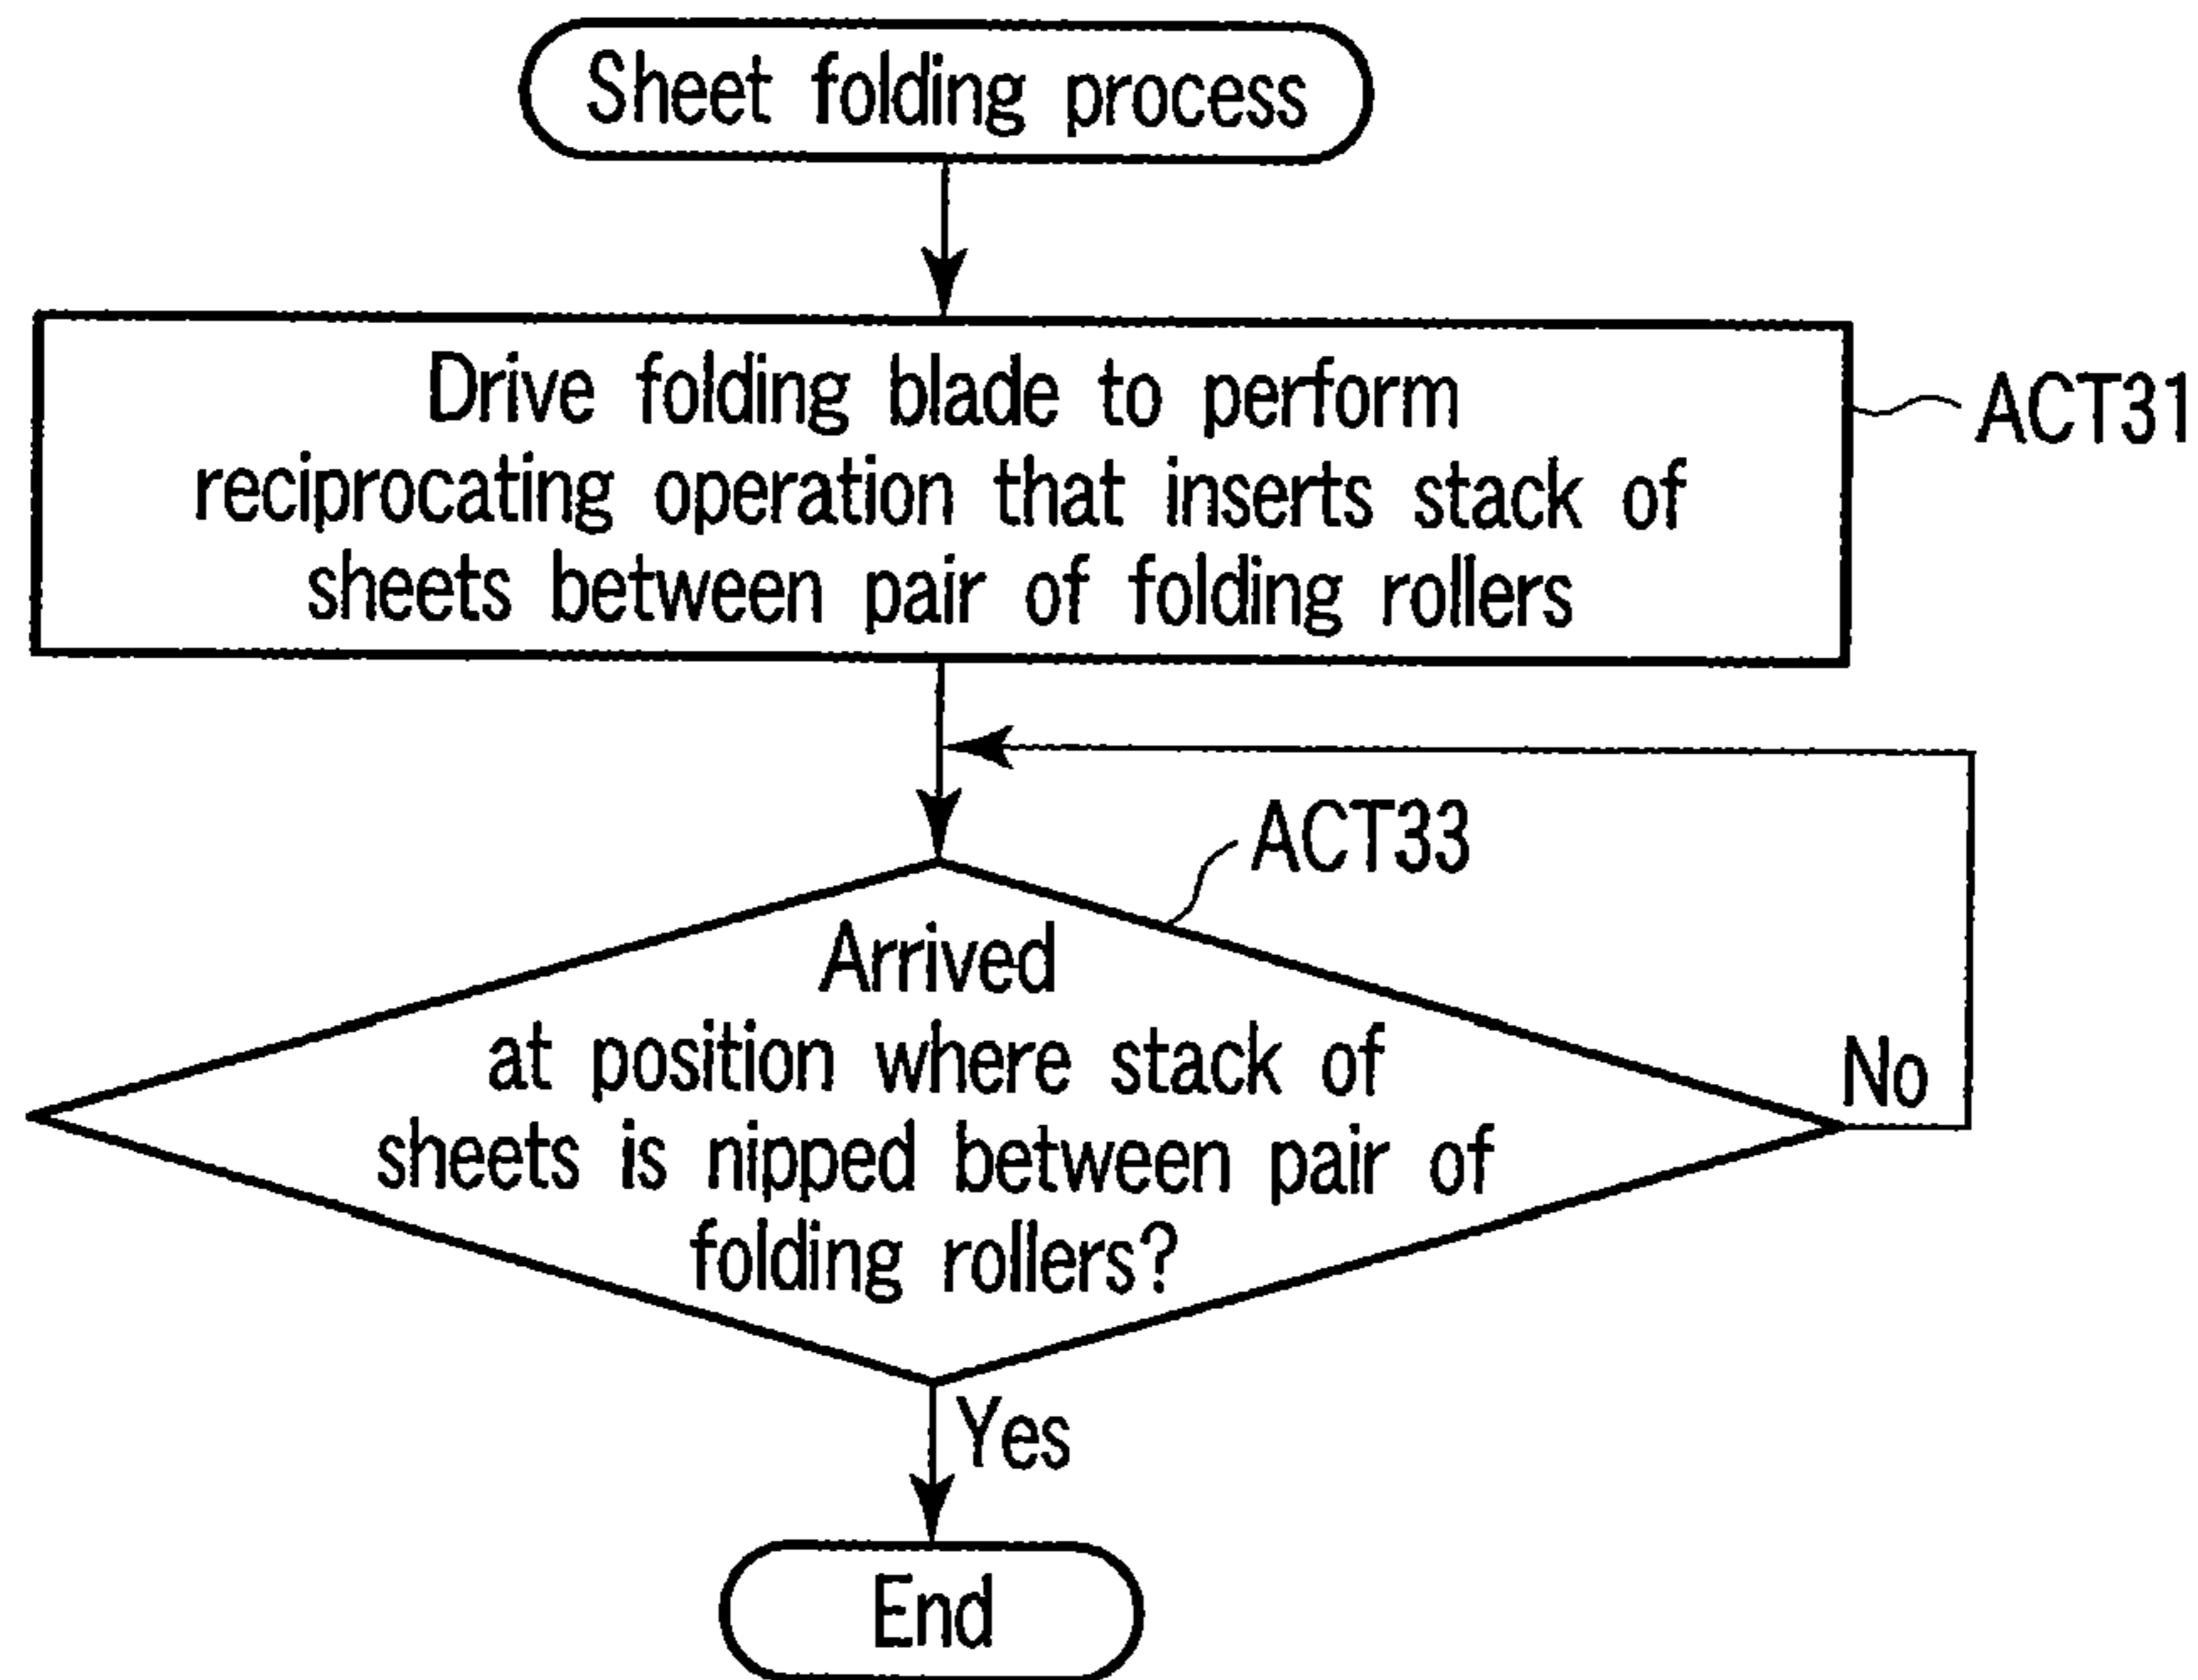 Sheet folding process
Drive folding blade to perform
reciprocating operation that inserts stack of
sheets between pair of folding rollers
ACT31
ACT33
Arrived
at position where stack of
sheets is nipped between pair of
folding rollers?
No
Yes
End